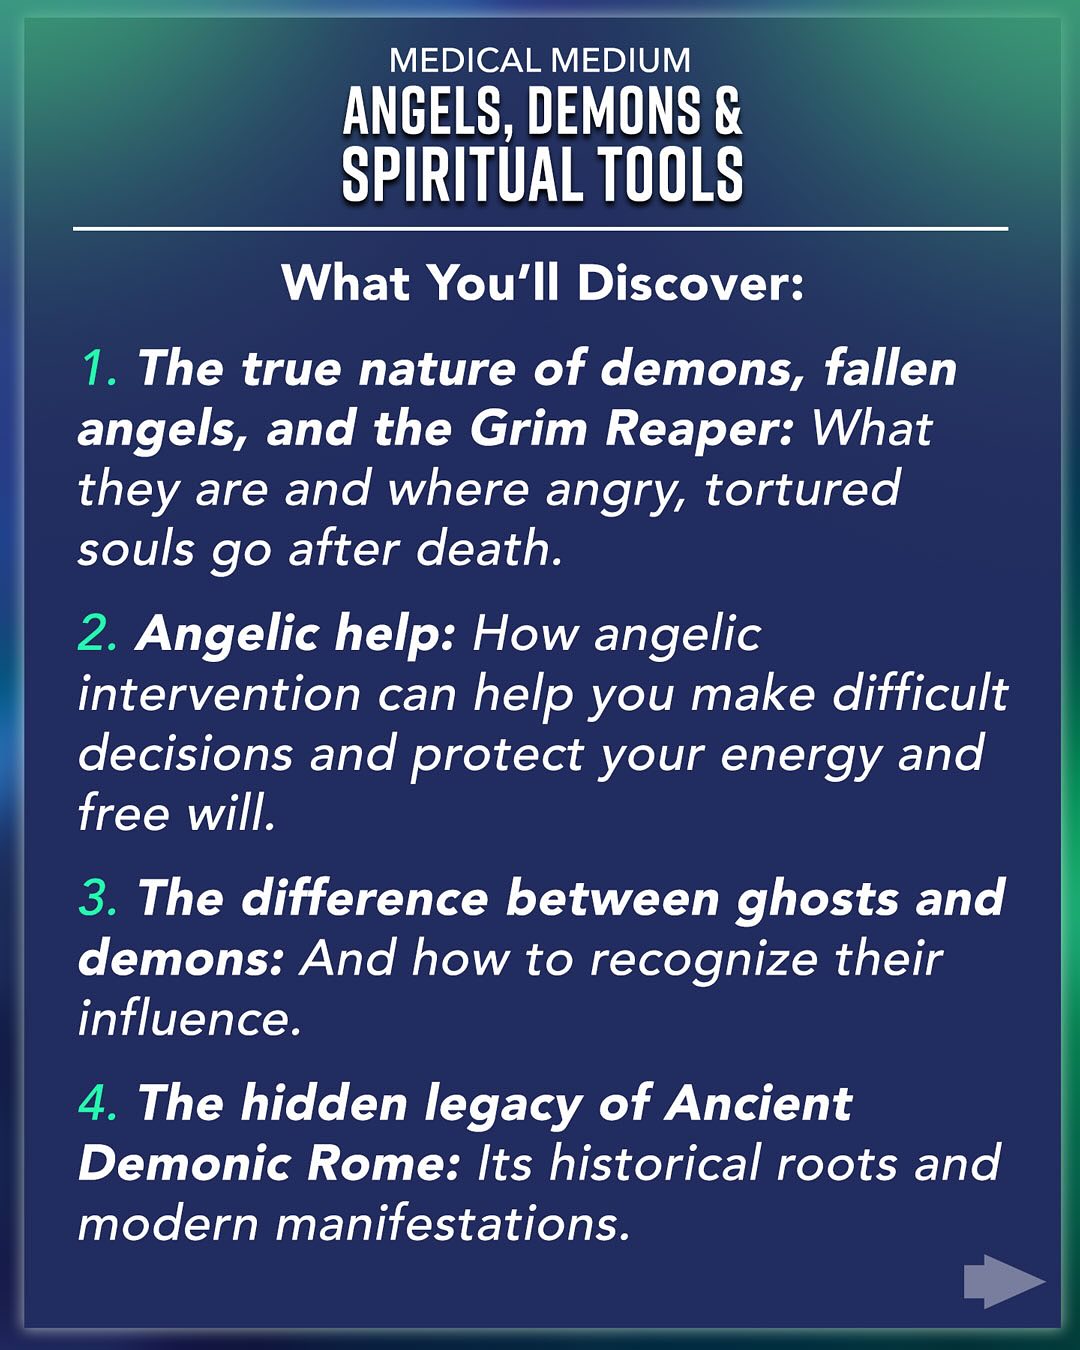 MEDICAL MEDIUM
ANGELS, DEMONS &
SPIRITUAL TOOLS
What You’ll Discover:
1. The true nature of demons, fallen
angels, and the Grim Reaper: What
they are and where angry, tortured
souls go after death.
2. Angelic help: How angelic
intervention can help you make difficult
decisions and protect your energy and
free will.
3. The difference between ghosts and
demons: And how to recognize their
influence.
4. The hidden legacy of Ancient
Demonic Rome: Its historical roots and
modern manifestations.